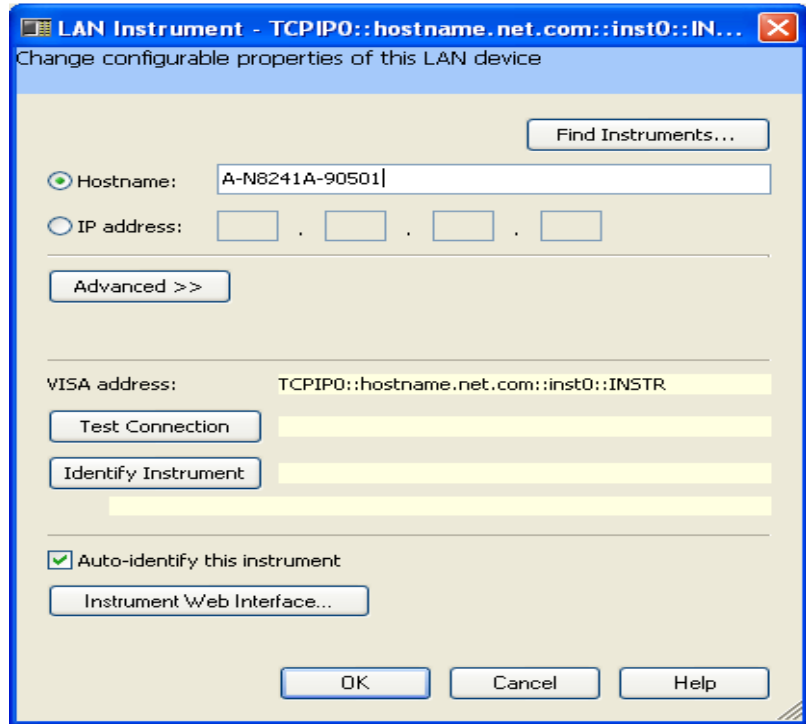 LAN Instrument - TCPIP0::hostname.net.com::inst0::IN...
Change configurable properties of this LAN device
Find Instruments...
Hostname: A-N8241A-90501
IP address: . . .
Advanced >>
VISA address: TCPIP0::hostname.net.com::inst0::INSTR
Test Connection
Identify Instrument
Auto-identify this instrument
Instrument Web Interface...
OK Cancel Help